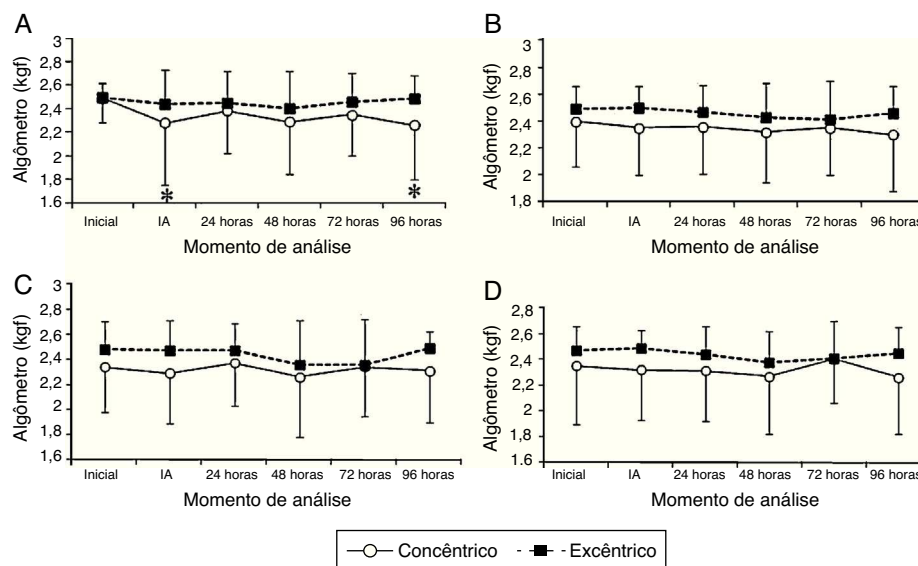 A
Algômetro (kgf)
3
2,8
2,6
2,4
2,2
2
1,8
1.6
Inicial IA 24 horas 48 horas 72 horas 96 horas
Momento de análise
* *
B
Algômetro (kgf)
3
2,8
2,6
2,4
2,2
2
1,8
Inicial IA 24 horas 48 horas 72 horas 96 horas
Momento de análise
C
Algômetro (kgf)
3
2,8
2,6
2,4
2,2
2
1,8
1,6
Inicial IA 24 horas 48 horas 72 horas 96 horas
Momento de análise
D
Algômetro (kgf)
3
2,8
2,6
2,4
2,2
2
1,8
1.6
Inicial IA 24 horas 48 horas 72 horas 96 horas
Momento de análise
Concêntrico Excêntrico